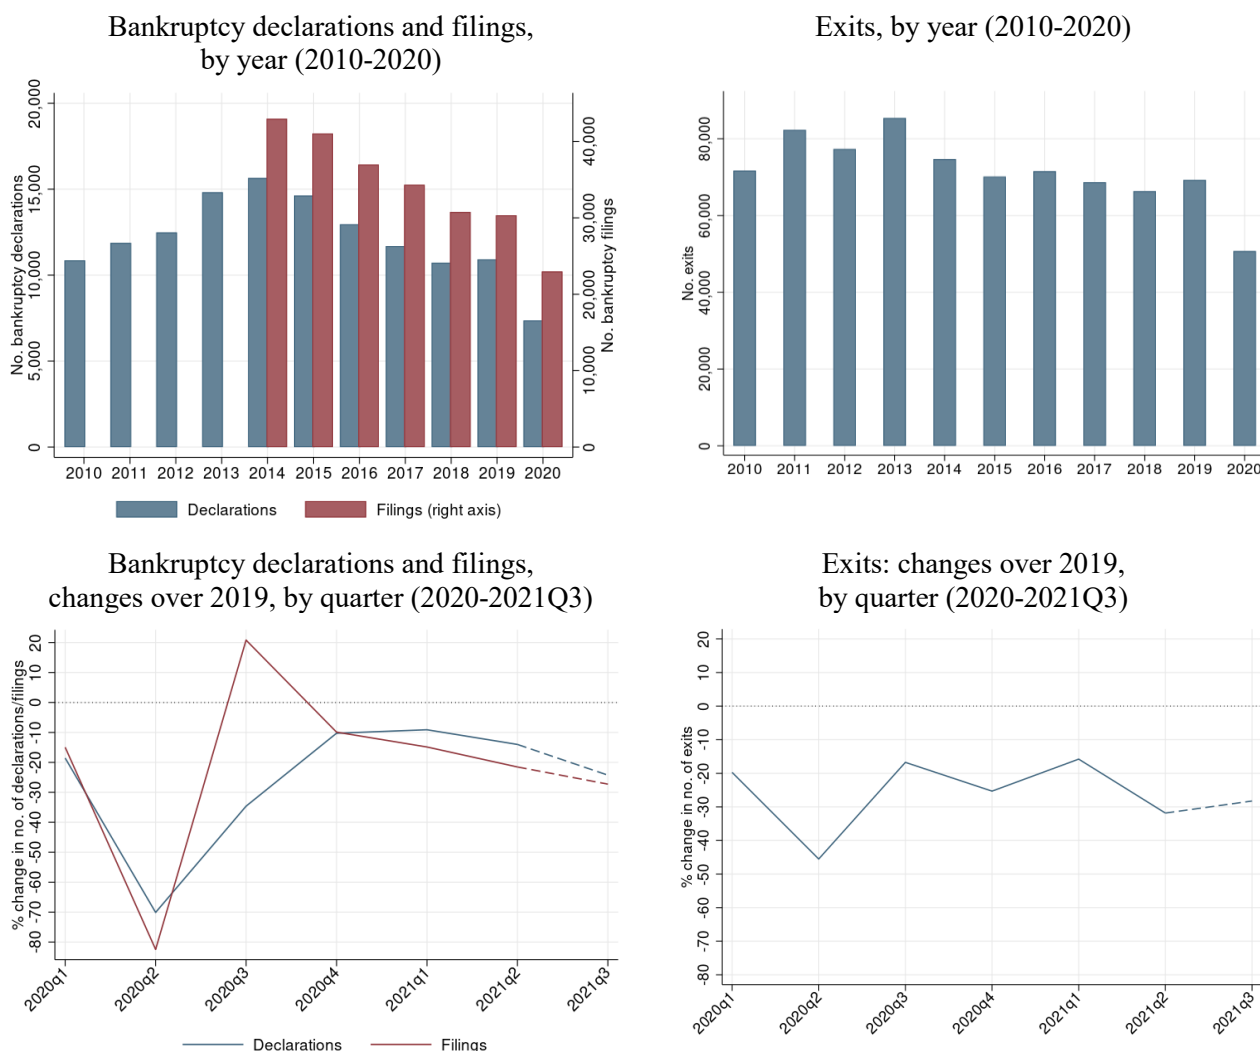 Bankruptcy declarations and filings,
by year (2010-2020)
No. bankruptcy declarations
20,000
15,000
10,000
5,000
0
No. bankruptcy filings
40,000
30,000
20,000
10,000
0
2010 2011 2012 2013 2014 2015 2016 2017 2018 2019 2020
Declarations Filings (right axis)
Exits, by year (2010-2020)
No. exits
80,000
60,000
40,000
20,000
0
2010 2011 2012 2013 2014 2015 2016 2017 2018 2019 2020
Bankruptcy declarations and filings,
changes over 2019, by quarter (2020-2021Q3)
% change in no. of declarations/filings
20
10
0
-10
-20
-30
-40
-50
-60
-70
-80
2020q1 2020q2 2020q3 2020q4 2021q1 2021q2 2021q3
Declarations Filings
Exits: changes over 2019,
by quarter (2020-2021Q3)
% change in no. of exits
20
10
0
-10
-20
-30
-40
-50
-60
-70
-80
2020q1 2020q2 2020q3 2020q4 2021q1 2021q2 2021q3